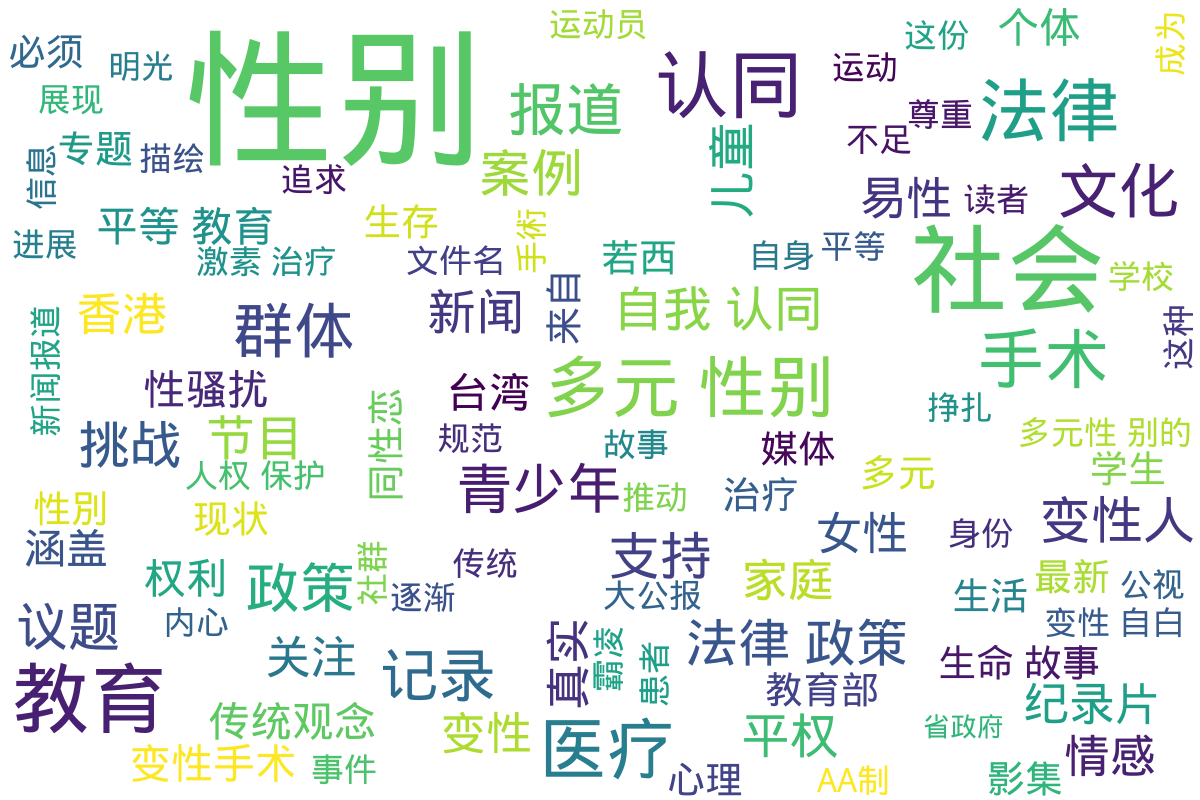 性别
社会
认同
法律
教育
文化
医疗
多元 性别
手术
报道
群体
青少年
案例
儿童
易性
个体
运动员
这份
成为
必须
明光
展现
专题
描绘
信息
追求
运动
尊重
不足
读者
平等 教育
激素 治疗
进展
生存
手術
文件名
来自
若西
自身
平等
学校
这种
香港
新闻
自我 认同
新闻报道
性骚扰
台湾
挣扎
多元性 别的
挑战
节目
同性恋
规范
故事
媒体
学生
人权 保护
推动
治疗
多元
性別
现状
涵盖
支持
女性
身份
变性人
权利
政策
社群
传统
逐渐
大公报
家庭
生活
最新
公视
变性 自白
议题
内心
关注
记录
真实
霸凌
患者
法律 政策
生命 故事
教育部
纪录片
传统观念
变性
平权
省政府
情感
变性手术
事件
心理
AA制
影集